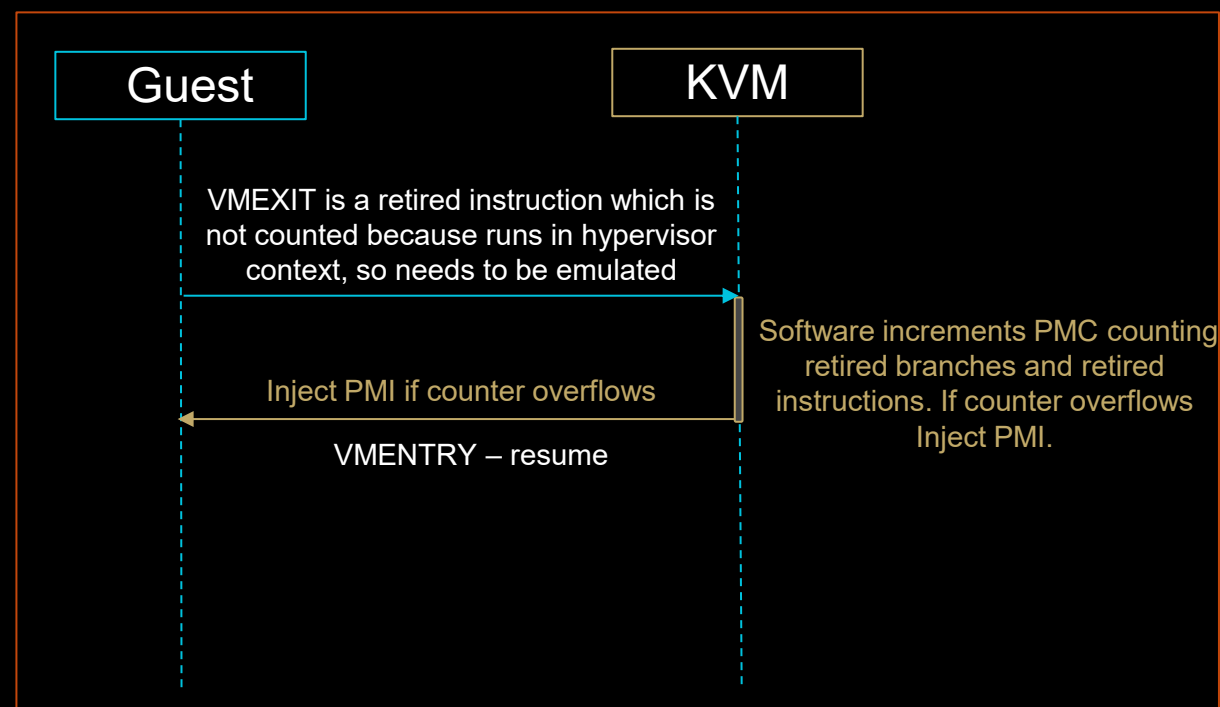 Guest
KVM
VMEXIT is a retired instruction which is
not counted because runs in hypervisor
context, so needs to be emulated
Software increments PMC counting
retired branches and retired
instructions. If counter overflows
Inject PMI.
Inject PMI if counter overflows
VMENTRY – resume